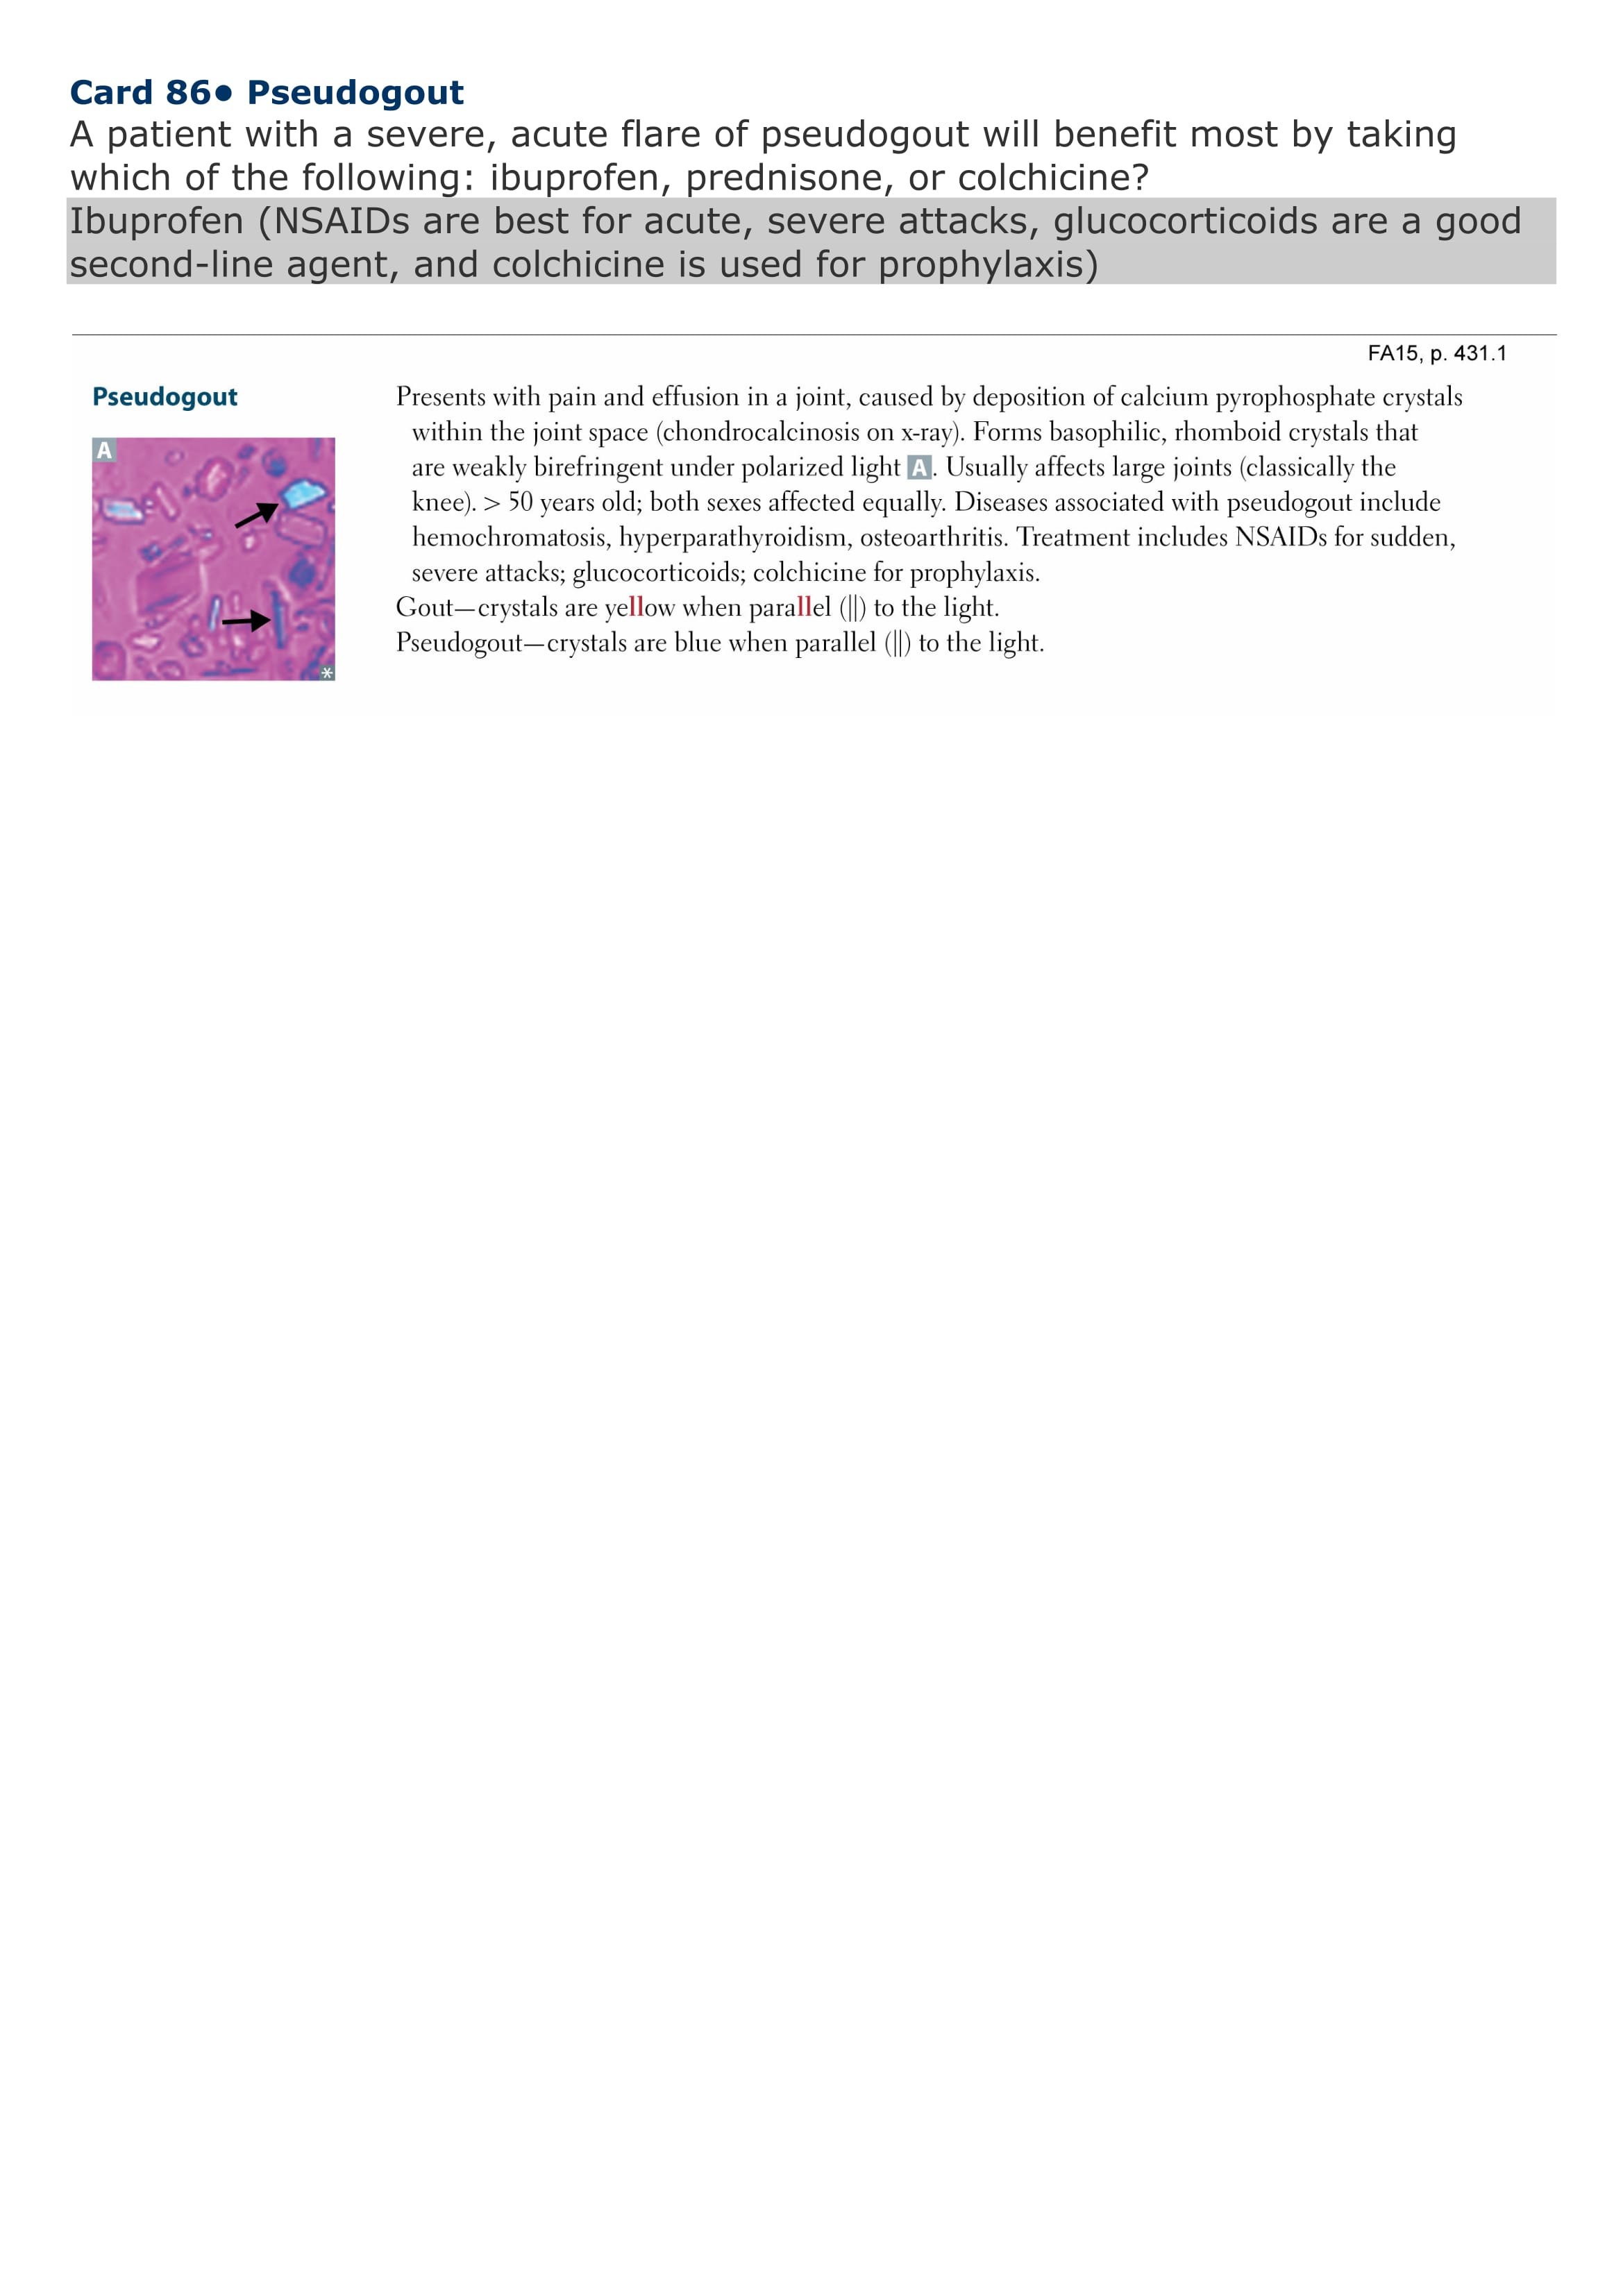 Card 86● Pseudogout
A patient with a severe, acute flare of pseudogout will benefit most by taking
which of the following: ibuprofen, prednisone, or colchicine?
Ibuprofen (NSAIDs are best for acute, severe attacks, glucocorticoids are a good
second-line agent, and colchicine is used for prophylaxis)
FA15, p. 431.1
Pseudogout
A
*
Presents with pain and effusion in a joint, caused by deposition of calcium pyrophosphate crystals
within the joint space (chondrocalcinosis on x-ray). Forms basophilic, rhomboid crystals that
are weakly birefringent under polarized light A. Usually affects large joints (classically the
knee). > 50 years old; both sexes affected equally. Diseases associated with pseudogout include
hemochromatosis, hyperparathyroidism, osteoarthritis. Treatment includes NSAIDs for sudden,
severe attacks; glucocorticoids; colchicine for prophylaxis.
Gout—crystals are yellow when parallel (||) to the light.
Pseudogout—crystals are blue when parallel (||) to the light.